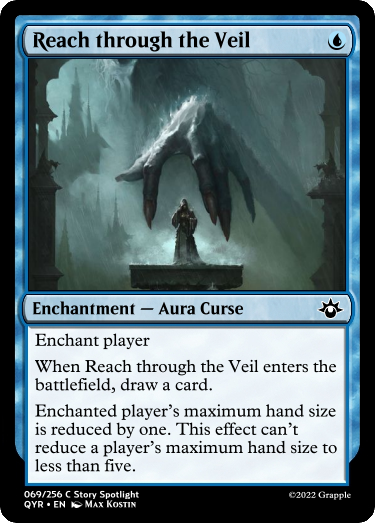 Reach through the Veil
Enchantment — Aura Curse
Enchant player
When Reach through the Veil enters the
battlefield, draw a card.
Enchanted player's maximum hand size
is reduced by one. This effect can't
reduce a player's maximum hand size to
less than five.
069/256 C Story Spotlight
QYR • EN Max Kostin
©2022 Grapple